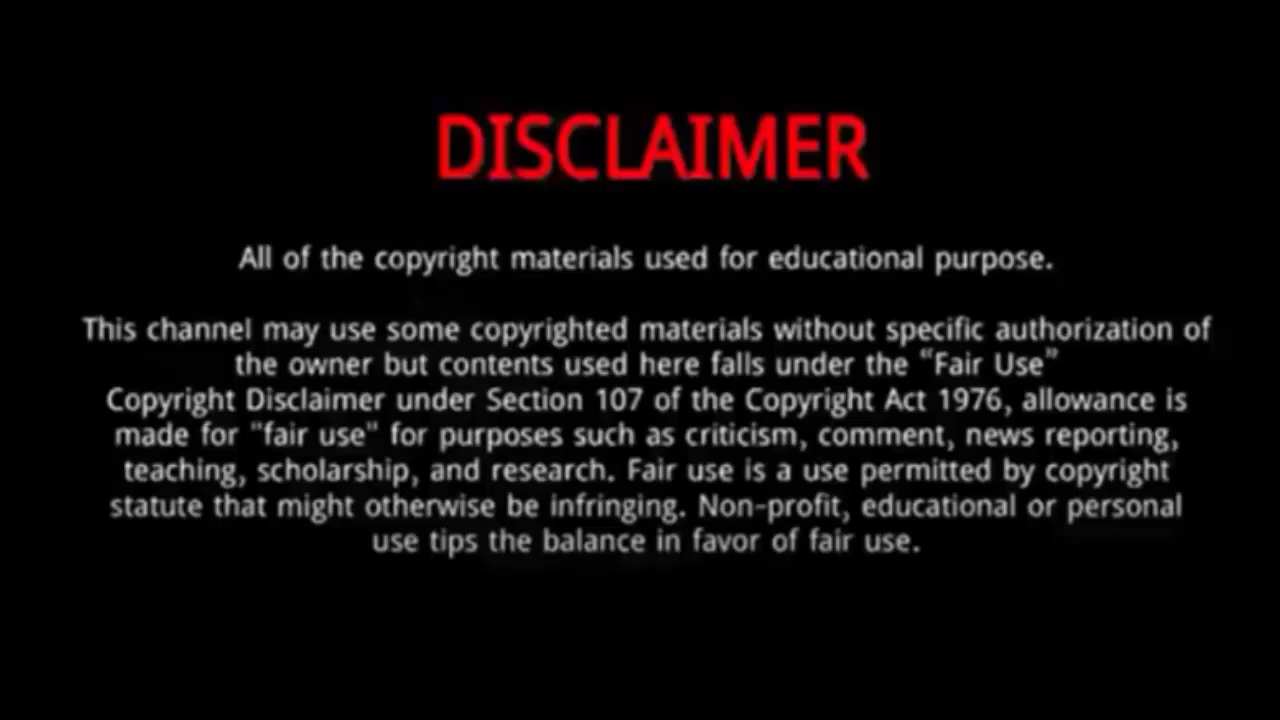 DISCLAIMER
All of the copyright materials used for educational purpose.
This channel may use some copyrighted materials without specific authorization of
the owner but contents used here falls under the “Fair Use”
Copyright Disclaimer under Section 107 of the Copyright Act 1976, allowance is
made for "fair use" for purposes such as criticism, comment, news reporting,
teaching, scholarship, and research. Fair use is a use permitted by copyright
statute that might otherwise be infringing. Non-profit, educational or personal
use tips the balance in favor of fair use.